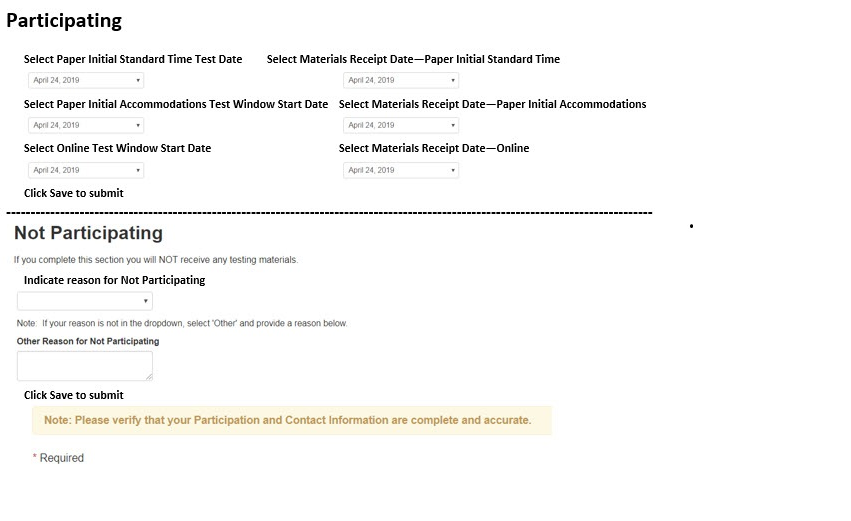 Participating
Select Paper Initial Standard Time Test Date Select Materials Receipt Date—Paper Initial Standard Time
April 24, 2019 April 24, 2019
Select Paper Initial Accommodations Test Window Start Date Select Materials Receipt Date—Paper Initial Accommodations
April 24, 2019 April 24, 2019
Select Online Test Window Start Date Select Materials Receipt Date—Online
April 24, 2019 April 24, 2019
Click Save to submit
Not Participating
If you complete this section you will NOT receive any testing materials.
Indicate reason for Not Participating
Note: If your reason is not in the dropdown, select 'Other' and provide a reason below.
Other Reason for Not Participating
Click Save to submit
Note: Please verify that your Participation and Contact Information are complete and accurate.
* Required